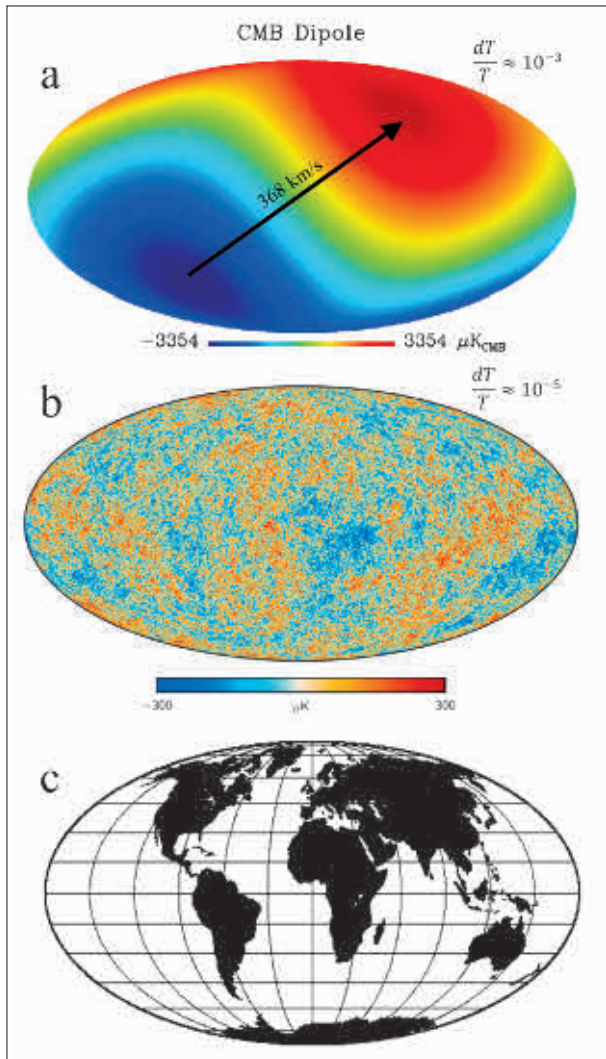 CMB Dipole
a
dT/T ≈ 10⁻³
368 km/s
−3354 3354 μK_CMB
b
dT/T ≈ 10⁻⁵
−300 μK 300
c